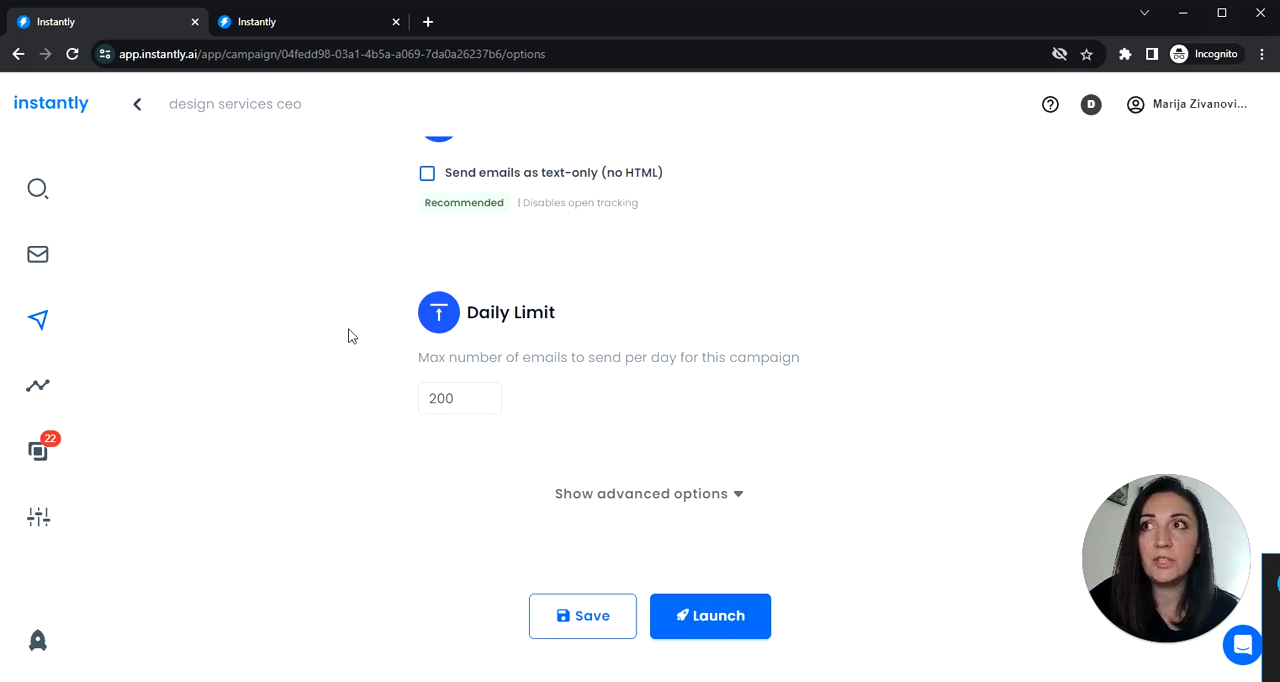 Instantly
Instantly
app.instantly.ai/app/campaign/04fedd98-03a1-4b5a-a069-7da0a26237b6/options
Incognito
instantly
design services ceo
D
Marija Zivanovi...
Send emails as text-only (no HTML)
Recommended
| Disables open tracking
Daily Limit
Max number of emails to send per day for this campaign
200
22
Show advanced options
Save
Launch